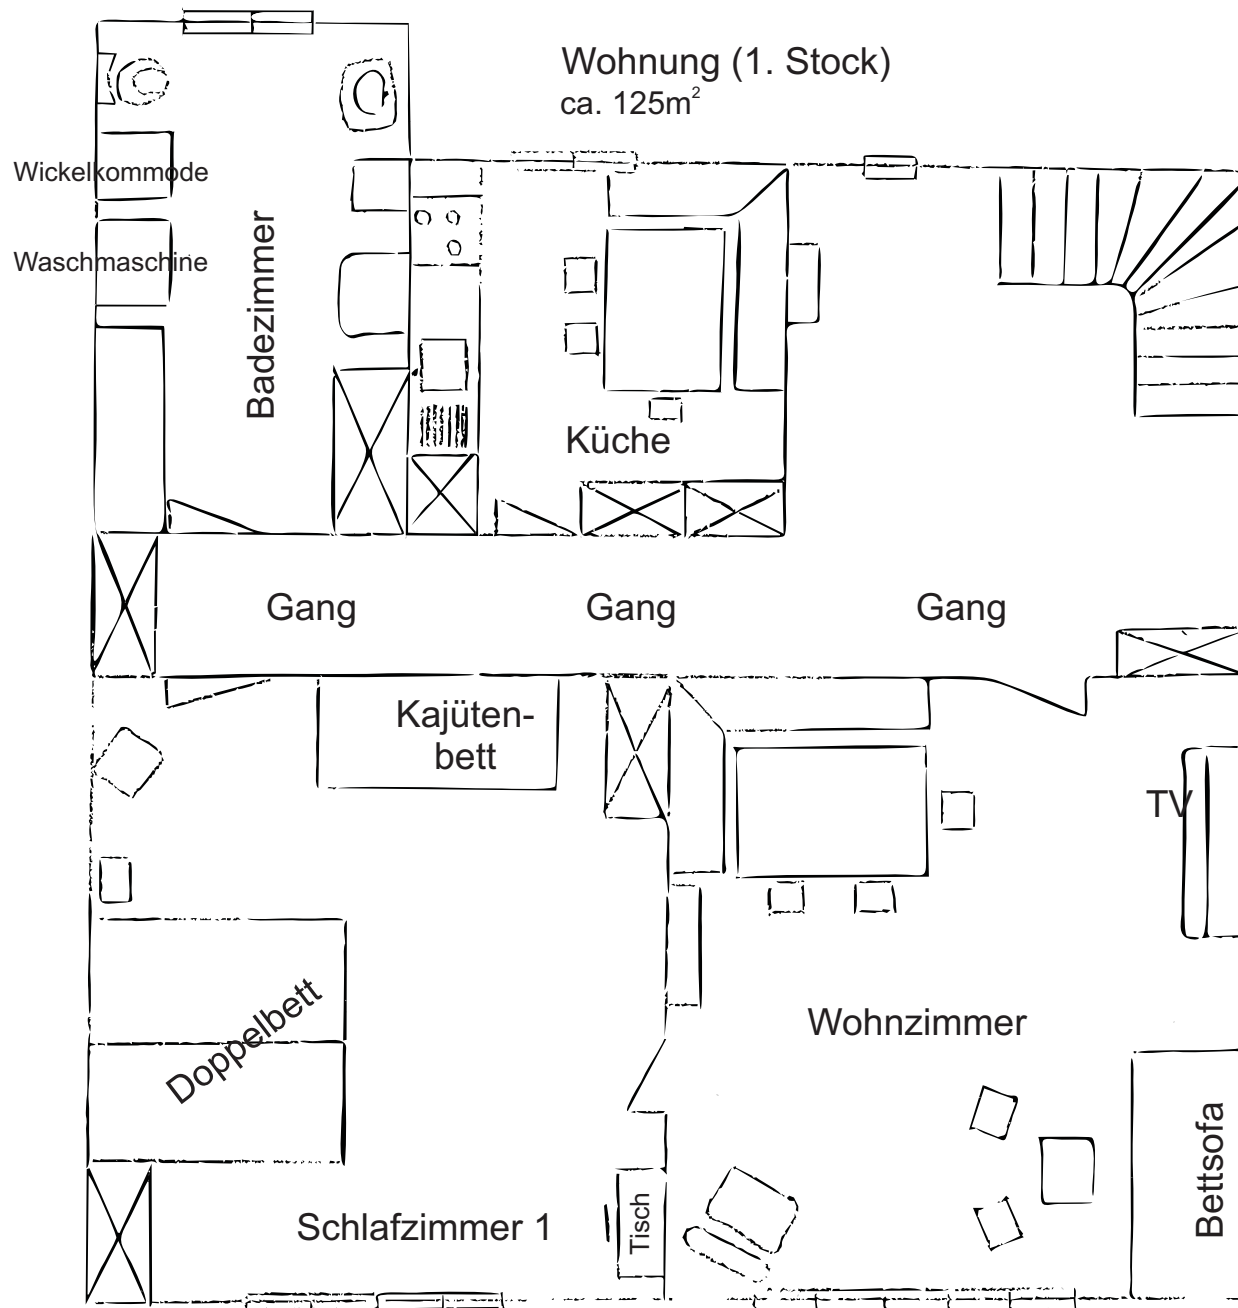 Wohnung (1. Stock)
ca. 125m²
Wickelkommode
Waschmaschine
Badezimmer
Küche
Gang
Gang
Gang
Kajüten-
bett
TV
Doppelbett
Wohnzimmer
Bettsofa
Schlafzimmer 1
Tisch